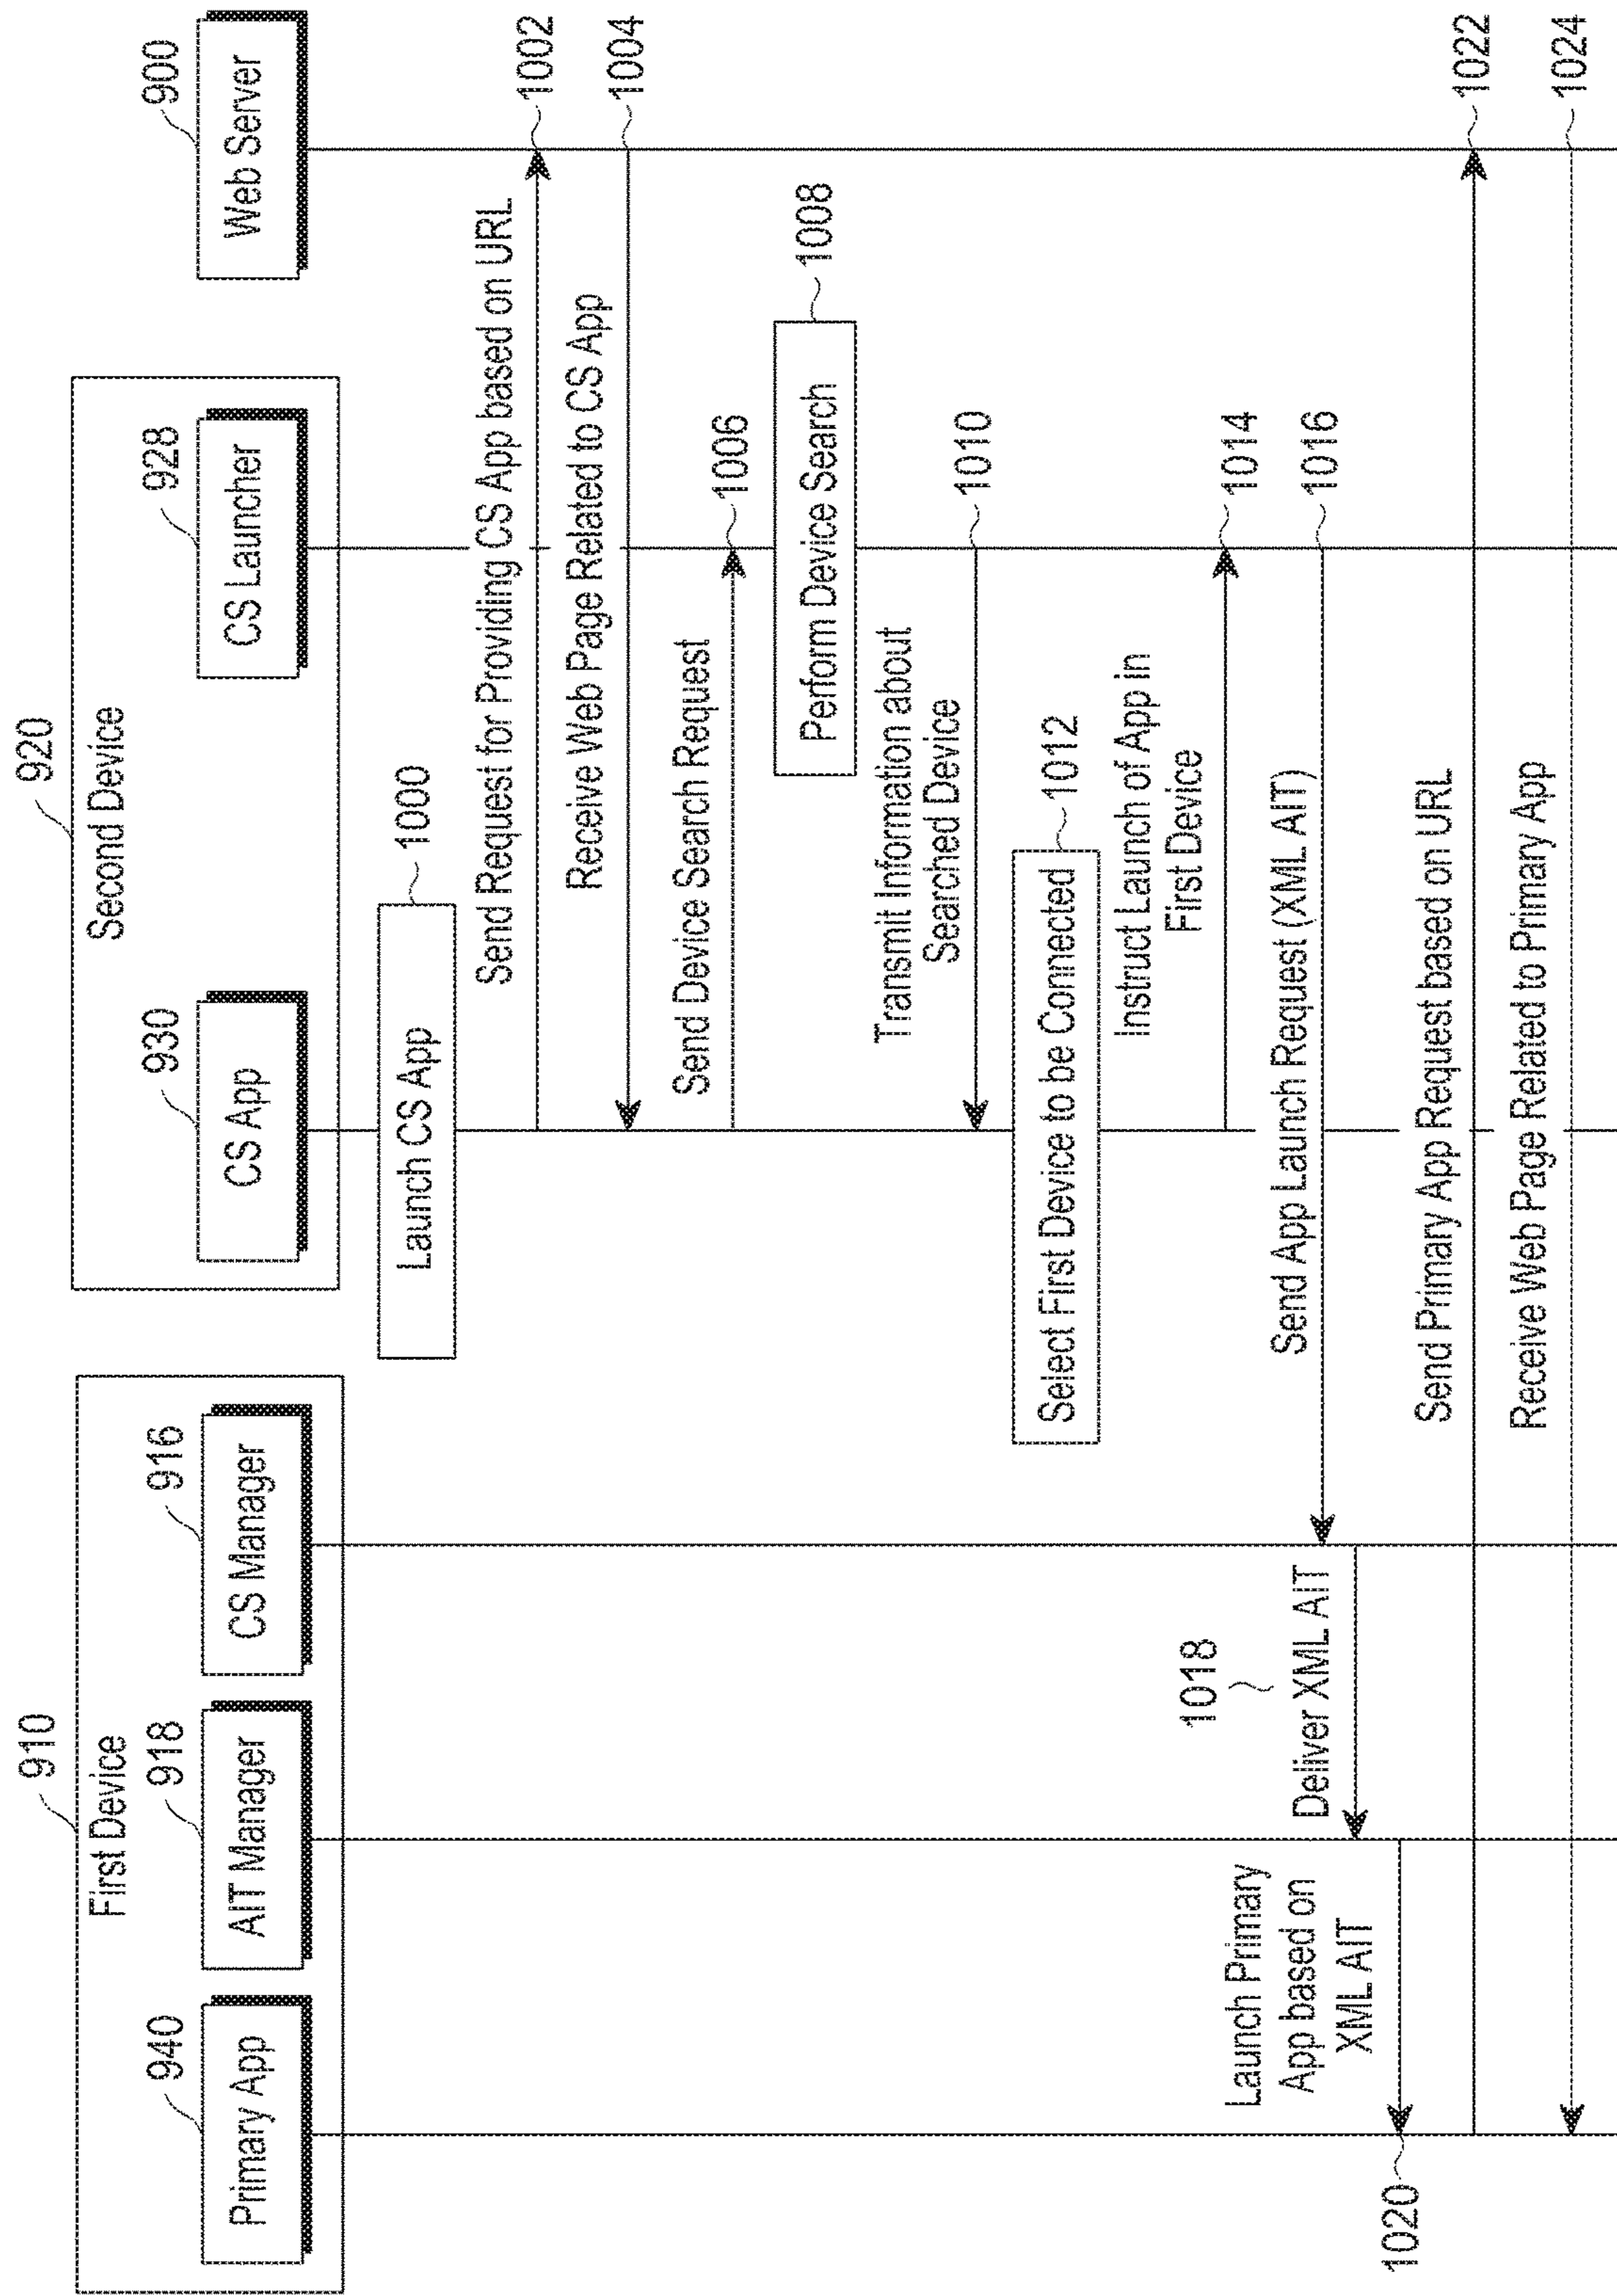 910
First Device
940
Primary App
918
AIT Manager
916
CS Manager
920
Second Device
930
CS App
928
CS Launcher
900
Web Server
Launch CS App
1000
Send Request for Providing CS App based on URL
1002
Receive Web Page Related to CS App
1004
Send Device Search Request
1006
Perform Device Search
1008
Transmit Information about
Searched Device
1010
Select First Device to be Connected
1012
Instruct Launch of App in
First Device
1014
Send App Launch Request (XML AIT)
1016
1018
Deliver XML AIT
Launch Primary
App based on
XML AIT
1020
Send Primary App Request based on URL
1022
Receive Web Page Related to Primary App
1024